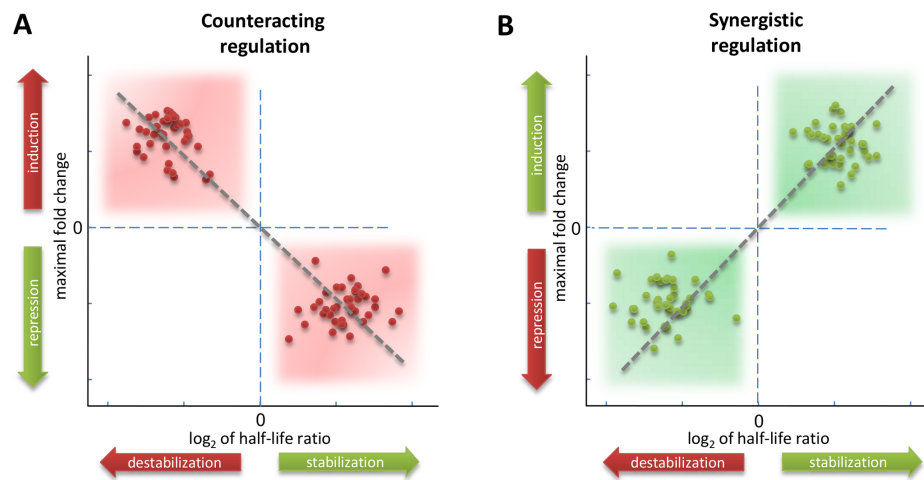 A
Counteracting
regulation
induction
repression
maximal fold change
0
0
log2 of half-life ratio
destabilization
stabilization
B
Synergistic
regulation
induction
repression
maximal fold change
0
0
log2 of half-life ratio
destabilization
stabilization